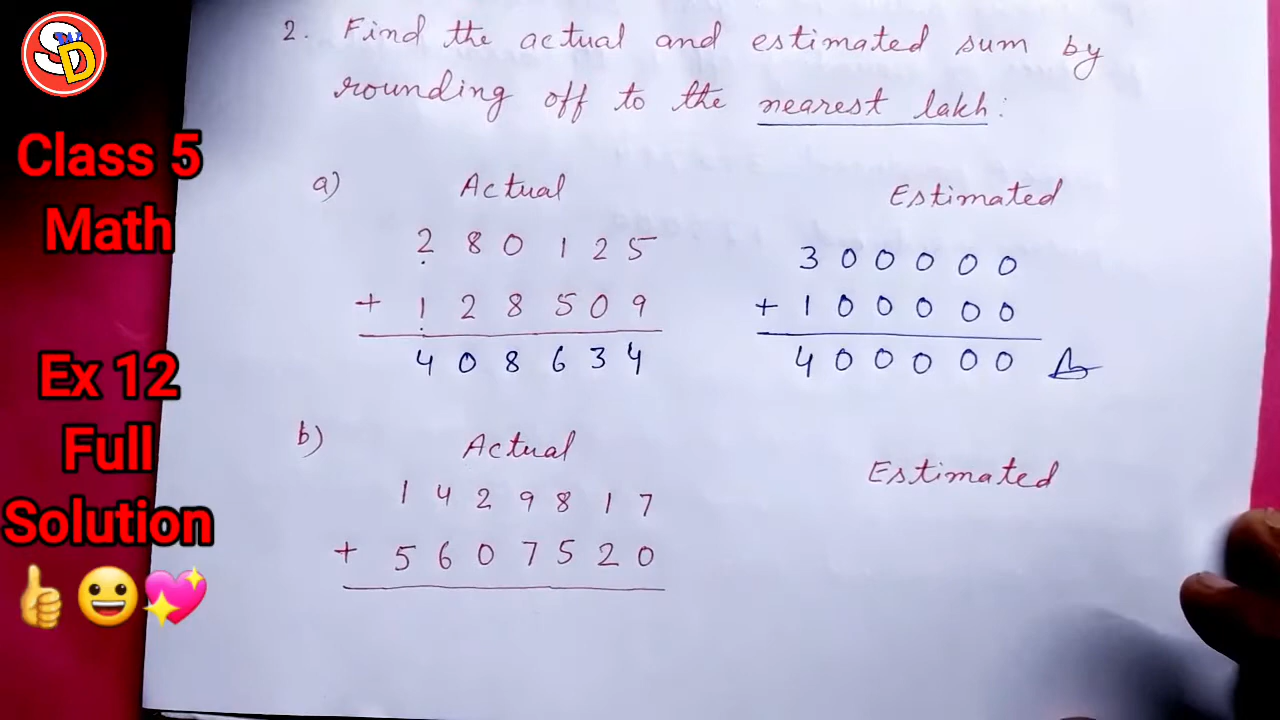 SD
Class 5
Math
Ex 12
Full
Solution
2. Find the actual and estimated sum by
rounding off to the nearest lakh:
a) Actual Estimated
2 8 0 1 2 5
+ 1 2 8 5 0 9
4 0 8 6 3 4
3 0 0 0 0 0
+ 1 0 0 0 0 0
4 0 0 0 0 0
b) Actual Estimated
1 4 2 9 8 1 7
+ 5 6 0 7 5 2 0